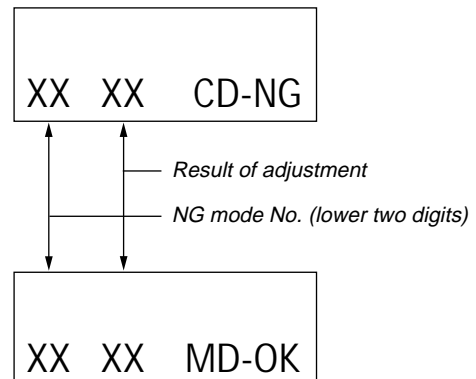 XX XX CD-NG
Result of adjustment
NG mode No. (lower two digits)
XX XX MD-OK